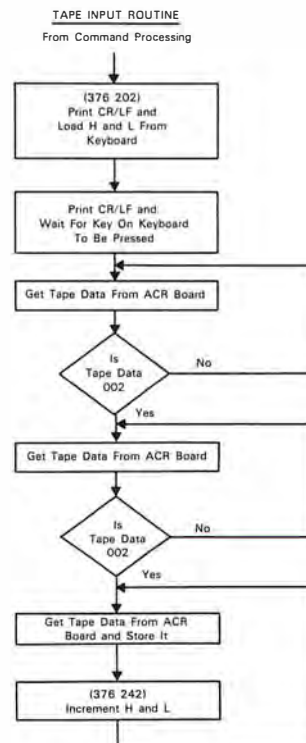 TAPE INPUT ROUTINE
From Command Processing
(376 202)
Print CR/LF and
Load H and L From
Keyboard
Print CR/LF and
Wait For Key On Keyboard
To Be Pressed
Get Tape Data From ACR Board
Is
Tape Data
002
No
Yes
Get Tape Data From ACR Board
Is
Tape Data
002
No
Yes
Get Tape Data From ACR
Board and Store It
(376 242)
Increment H and L